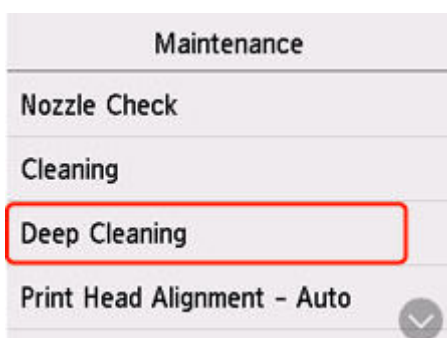 Maintenance
Nozzle Check
Cleaning
Deep Cleaning
Print Head Alignment - Auto